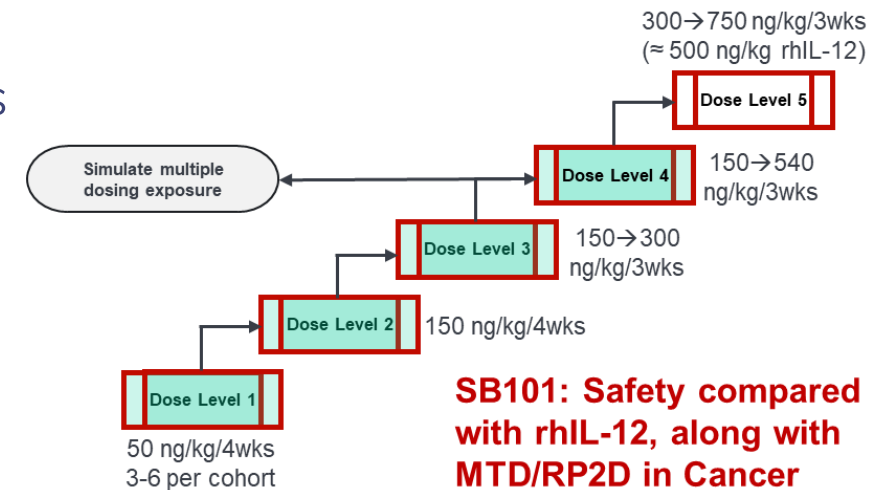 300→750 ng/kg/3wks
(≈ 500 ng/kg rhIL-12)
S
Dose Level 5
Simulate multiple
dosing exposure
Dose Level 4
150→540
ng/kg/3wks
Dose Level 3
150→300
ng/kg/3wks
Dose Level 2
150 ng/kg/4wks
Dose Level 1
50 ng/kg/4wks
3-6 per cohort
SB101: Safety compared
with rhIL-12, along with
MTD/RP2D in Cancer